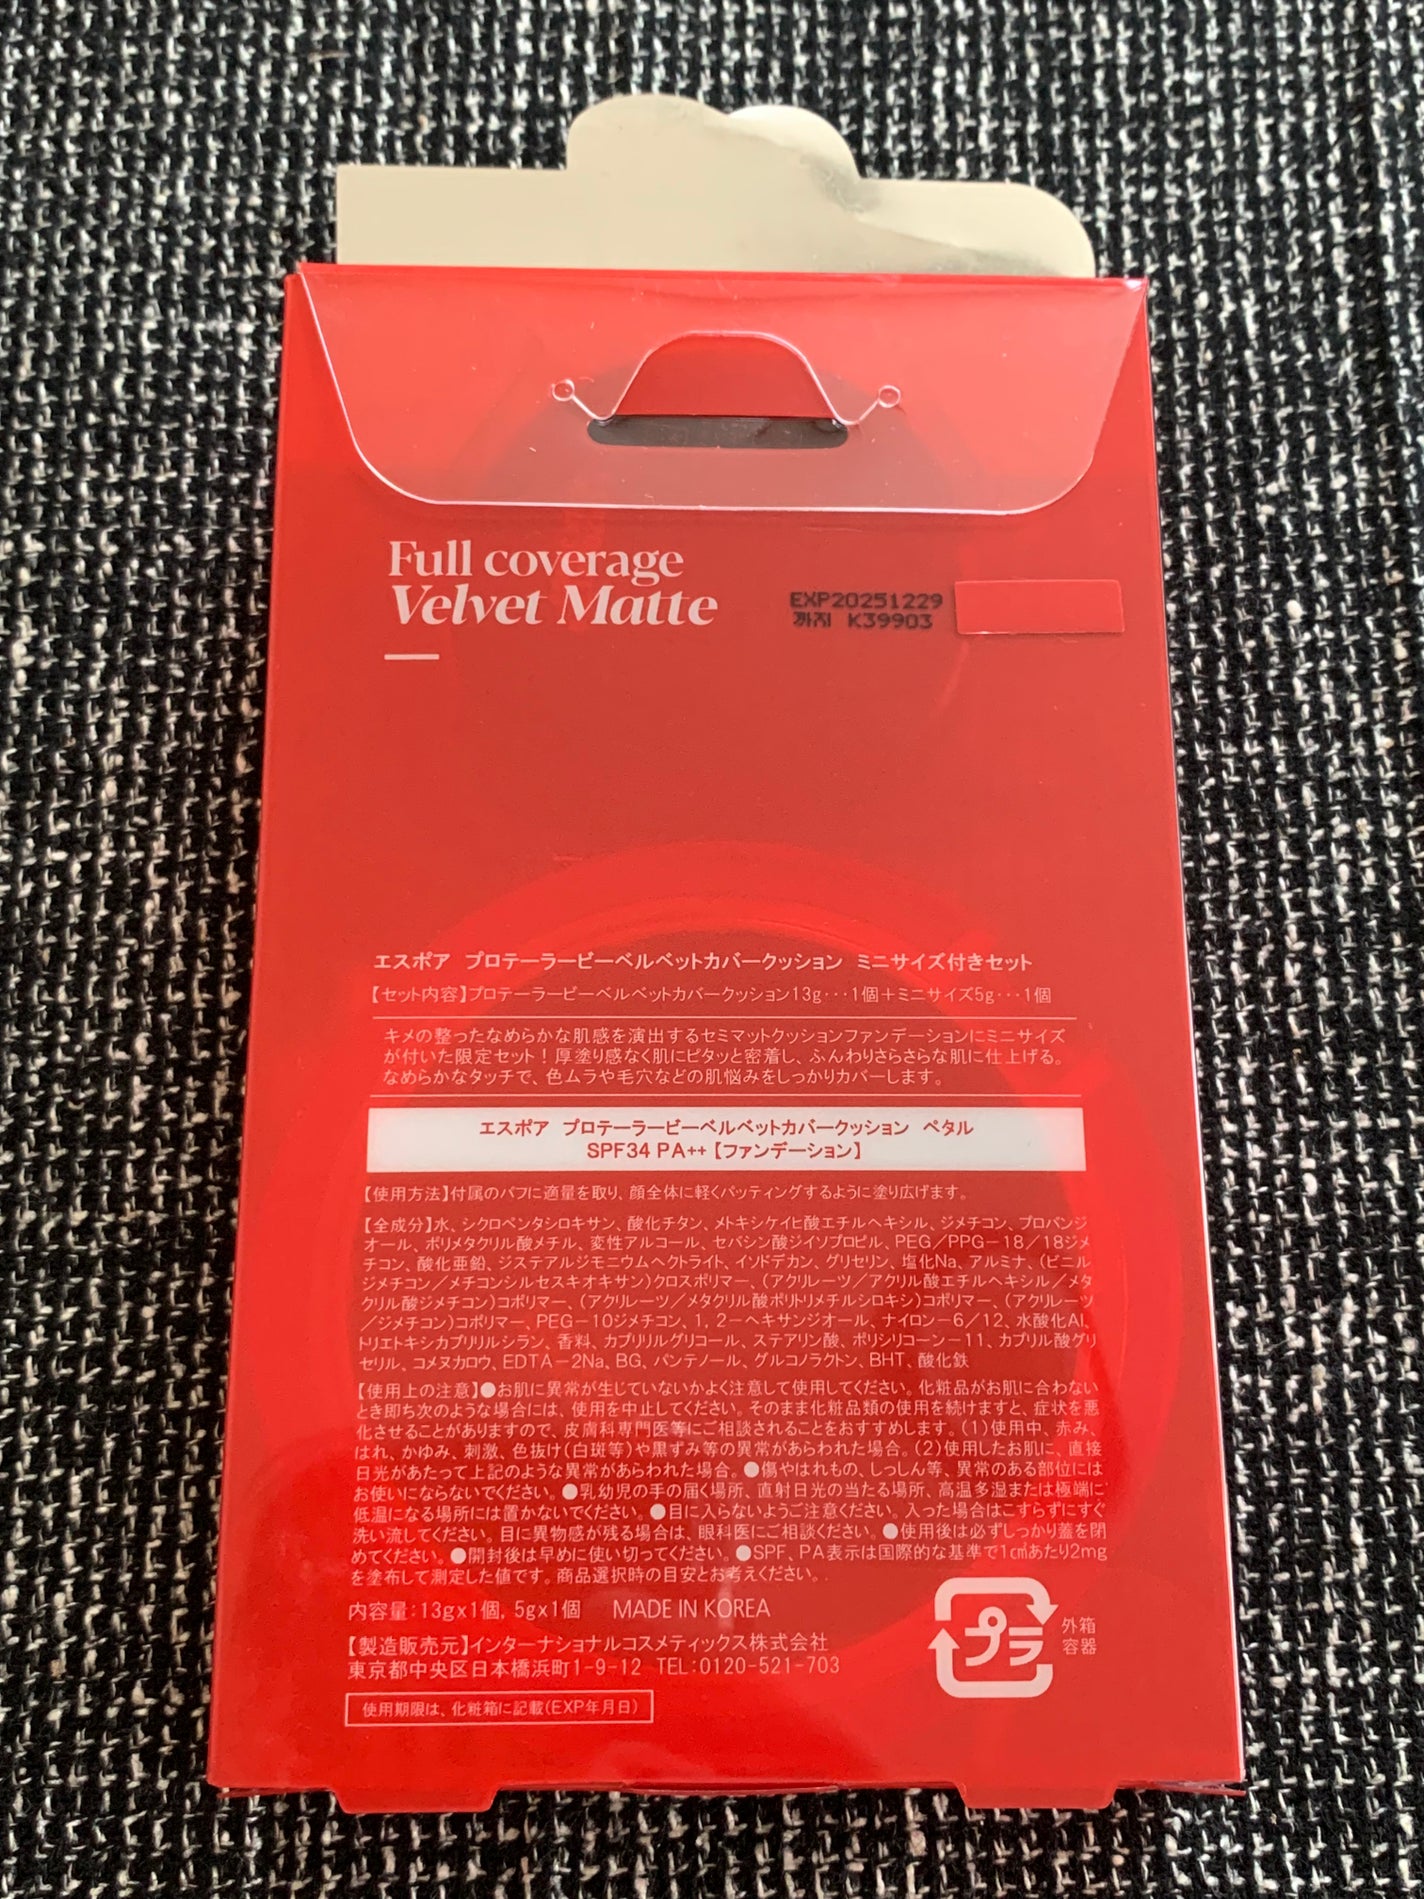 Full coverage
Velvet Matte
EXP20251229
까지 K39903
エスポア プロテーラービーベルベットカバークッション ミニサイズ付きセット
【セット内容】プロテーラービーベルベットカバークッション13g･･･1個＋ミニサイズ5g･･･1個
キメの整ったなめらかな肌感を演出するセミマットクッションファンデーションにミニサイズ
が付いた限定セット！厚塗り感なく肌にピタッと密着し、ふんわりさらさらな肌に仕上げる。
なめらかなタッチで、色ムラや毛穴などの肌悩みをしっかりカバーします。
エスポア プロテーラービーベルベットカバークッション ペタル
SPF34 PA++【ファンデーション】
【使用方法】付属のパフに適量を取り、顔全体に軽くパッティングするように塗り広げます。
【全成分】水、シクロペンタシロキサン、酸化チタン、メトキシケイヒ酸エチルヘキシル、ジメチコン、プロパンジ
オール、ポリメタクリル酸メチル、変性アルコール、セバシン酸ジイソプロピル、PEG／PPG－18／18ジメ
チコン、酸化亜鉛、ジステアルジモニウムヘクトライト、イソドデカン、グリセリン、塩化Na、アルミナ、（ビニル
ジメチコン／メチコンシルセスキオキサン）クロスポリマー、（アクリレーツ／アクリル酸エチルヘキシル／メタ
クリル酸ジメチコン）コポリマー、（アクリレーツ／メタクリル酸ポリトリメチルシロキシ）コポリマー、（アクリレーツ
／ジメチコン）コポリマー、PEG－10ジメチコン、1，2－ヘキサンジオール、ナイロン－6／12、水酸化Al、
トリエトキシカプリリルシラン、香料、カプリリルグリコール、ステアリン酸、ポリシリコーン－11、カプリル酸グリ
セリル、コメヌカロウ、EDTA－2Na、BG、パンテノール、グルコノラクトン、BHT、酸化鉄
【使用上の注意】●お肌に異常が生じていないかよく注意して使用してください。化粧品がお肌に合わない
とき即ち次のような場合には、使用を中止してください。そのまま化粧品類の使用を続けますと、症状を悪
化させることがありますので、皮膚科専門医等にご相談されることをおすすめします。（1）使用中、赤み、
はれ、かゆみ、刺激、色抜け（白斑等）や黒ずみ等の異常があらわれた場合。（2）使用したお肌に、直接
日光があたって上記のような異常があらわれた場合。●傷やはれもの、しっしん等、異常のある部位には
お使いにならないでください。●乳幼児の手の届く場所、直射日光の当たる場所、高温多湿または極端に
低温になる場所には置かないでください。●目に入らないようご注意ください。入った場合はこすらずにすぐ
洗い流してください。目に異物感が残る場合は、眼科医にご相談ください。●使用後は必ずしっかり蓋を閉
めてください。●開封後は早めに使い切ってください。●SPF、PA表示は国際的な基準で1c㎡あたり2mg
を塗布して測定した値です。商品選択時の目安とお考えください。
内容量：13gx1個, 5gx1個 MADE IN KOREA
【製造販売元】インターナショナルコスメティックス株式会社
東京都中央区日本橋浜町1-9-12 TEL：0120-521-703
使用期限は、化粧箱に記載（EXP年月日）
プラ
外箱
容器